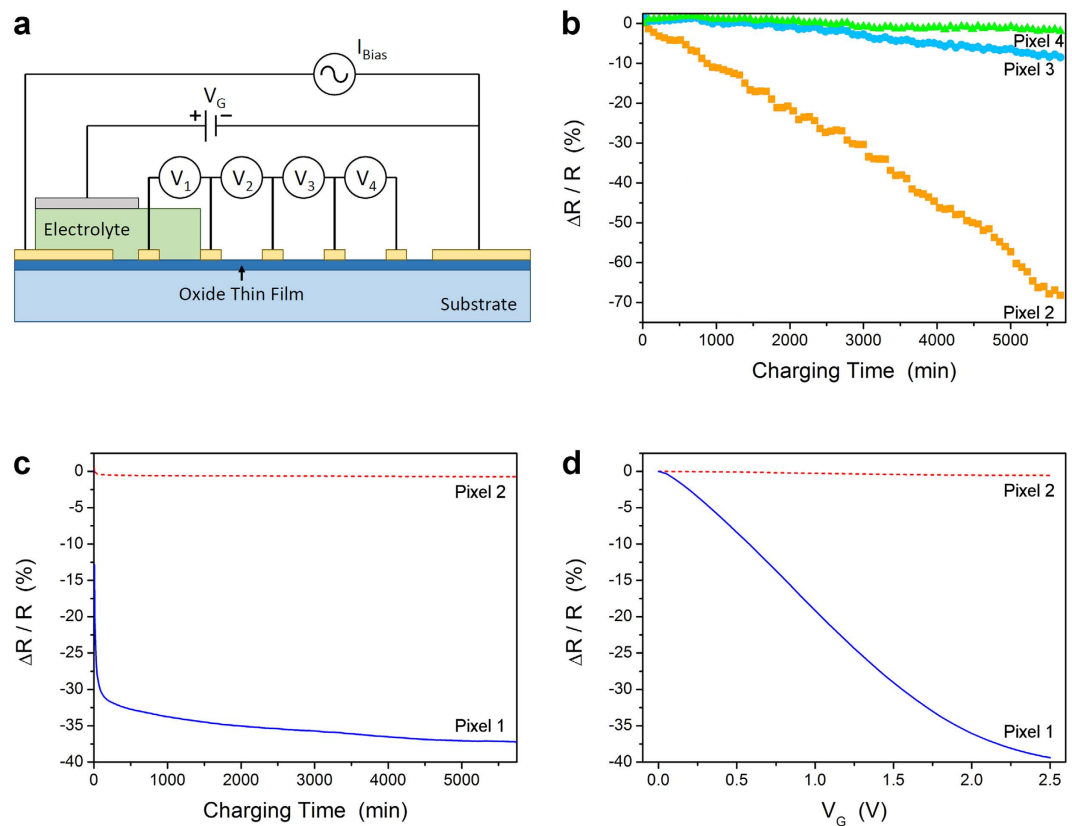 a
I_Bias
V_G
+ −
V_1 V_2 V_3 V_4
Electrolyte
Oxide Thin Film
Substrate
b
0
-10
-20
-30
-40
-50
-60
-70
ΔR / R (%)
Pixel 4
Pixel 3
Pixel 2
0 1000 2000 3000 4000 5000
Charging Time (min)
c
0
-5
-10
-15
-20
-25
-30
-35
-40
ΔR / R (%)
Pixel 2
Pixel 1
0 1000 2000 3000 4000 5000
Charging Time (min)
d
0
-5
-10
-15
-20
-25
-30
-35
-40
ΔR / R (%)
Pixel 2
Pixel 1
0.0 0.5 1.0 1.5 2.0 2.5
V_G (V)